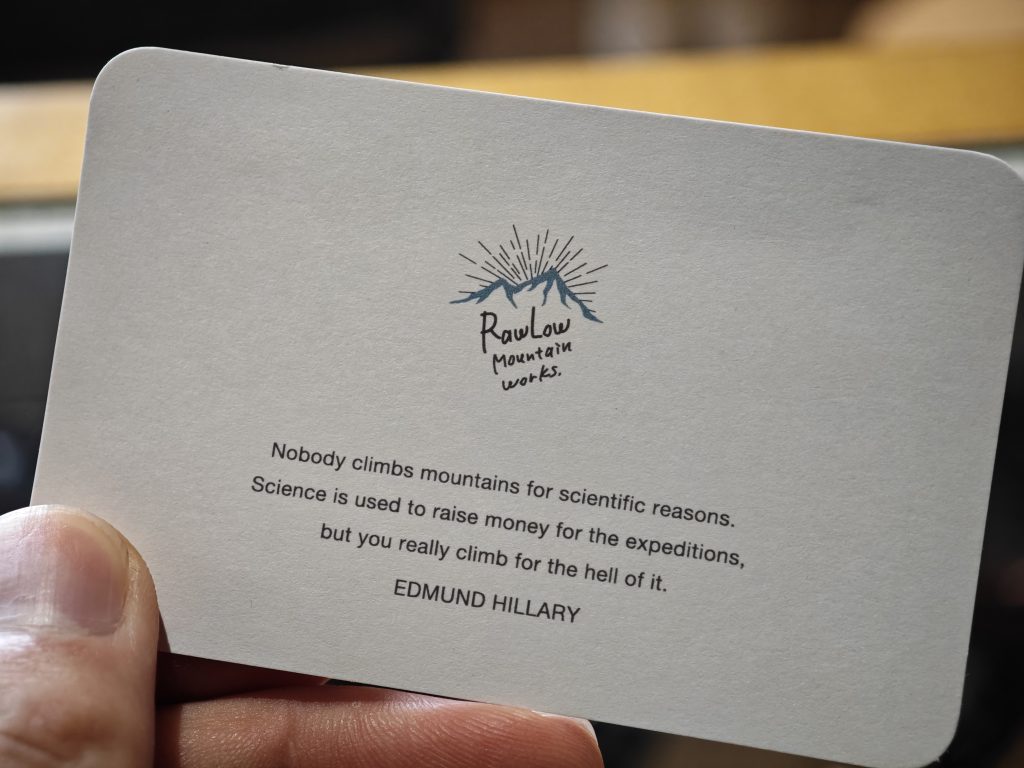 RawLow
Mountain
works.
Nobody climbs mountains for scientific reasons.
Science is used to raise money for the expeditions,
but you really climb for the hell of it.
EDMUND HILLARY